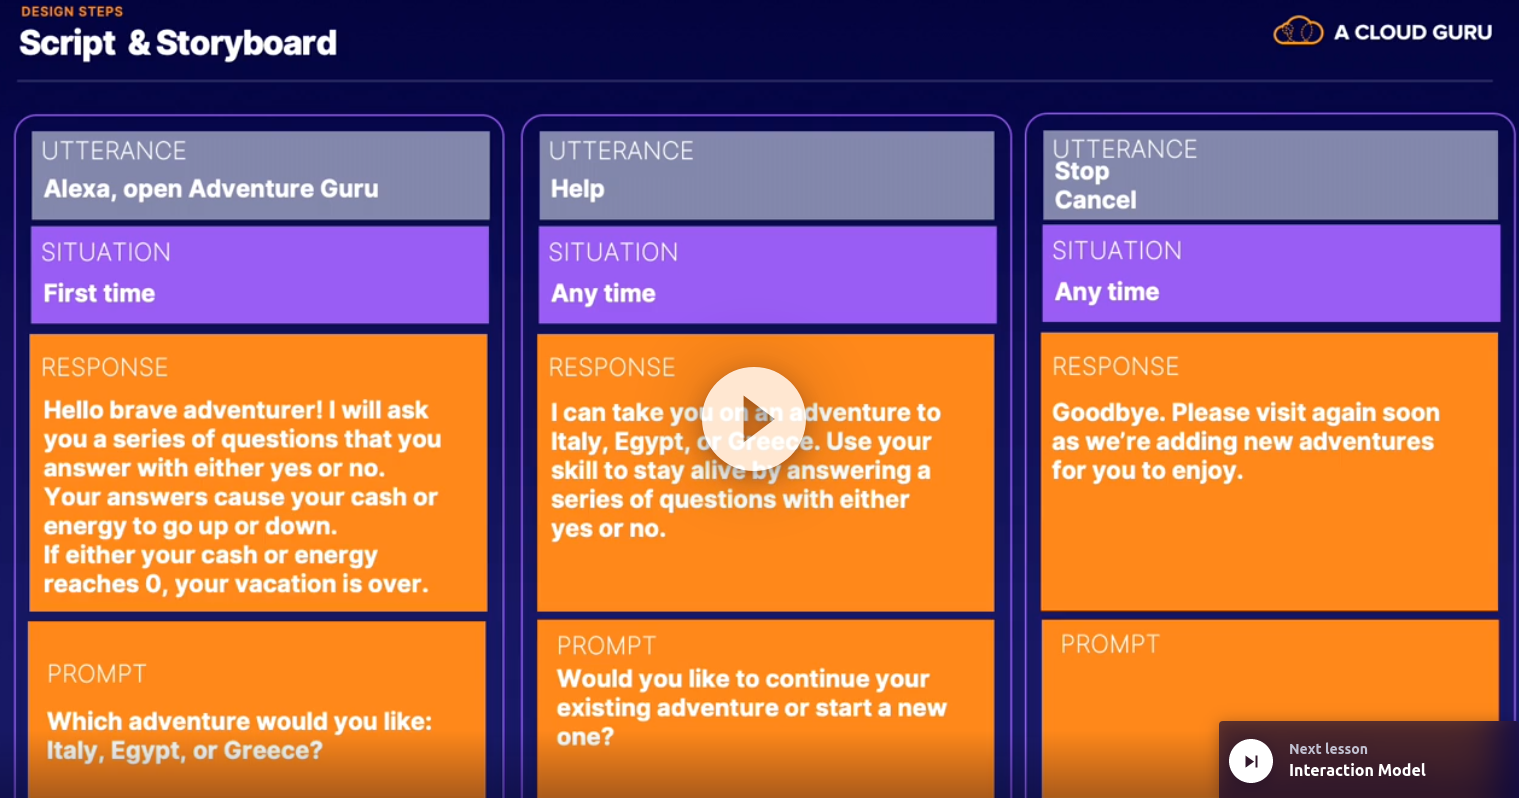 DESIGN STEPS
Script & Storyboard
A CLOUD GURU
UTTERANCE
Alexa, open Adventure Guru
SITUATION
First time
RESPONSE
Hello brave adventurer! I will ask
you a series of questions that you
answer with either yes or no.
Your answers cause your cash or
energy to go up or down.
If either your cash or energy
reaches 0, your vacation is over.
PROMPT
Which adventure would you like:
Italy, Egypt, or Greece?
UTTERANCE
Help
SITUATION
Any time
RESPONSE
I can take you on an adventure to
Italy, Egypt, or Greece. Use your
skill to stay alive by answering a
series of questions with either
yes or no.
PROMPT
Would you like to continue your
existing adventure or start a new
one?
UTTERANCE
Stop
Cancel
SITUATION
Any time
RESPONSE
Goodbye. Please visit again soon
as we're adding new adventures
for you to enjoy.
PROMPT
Next lesson
Interaction Model